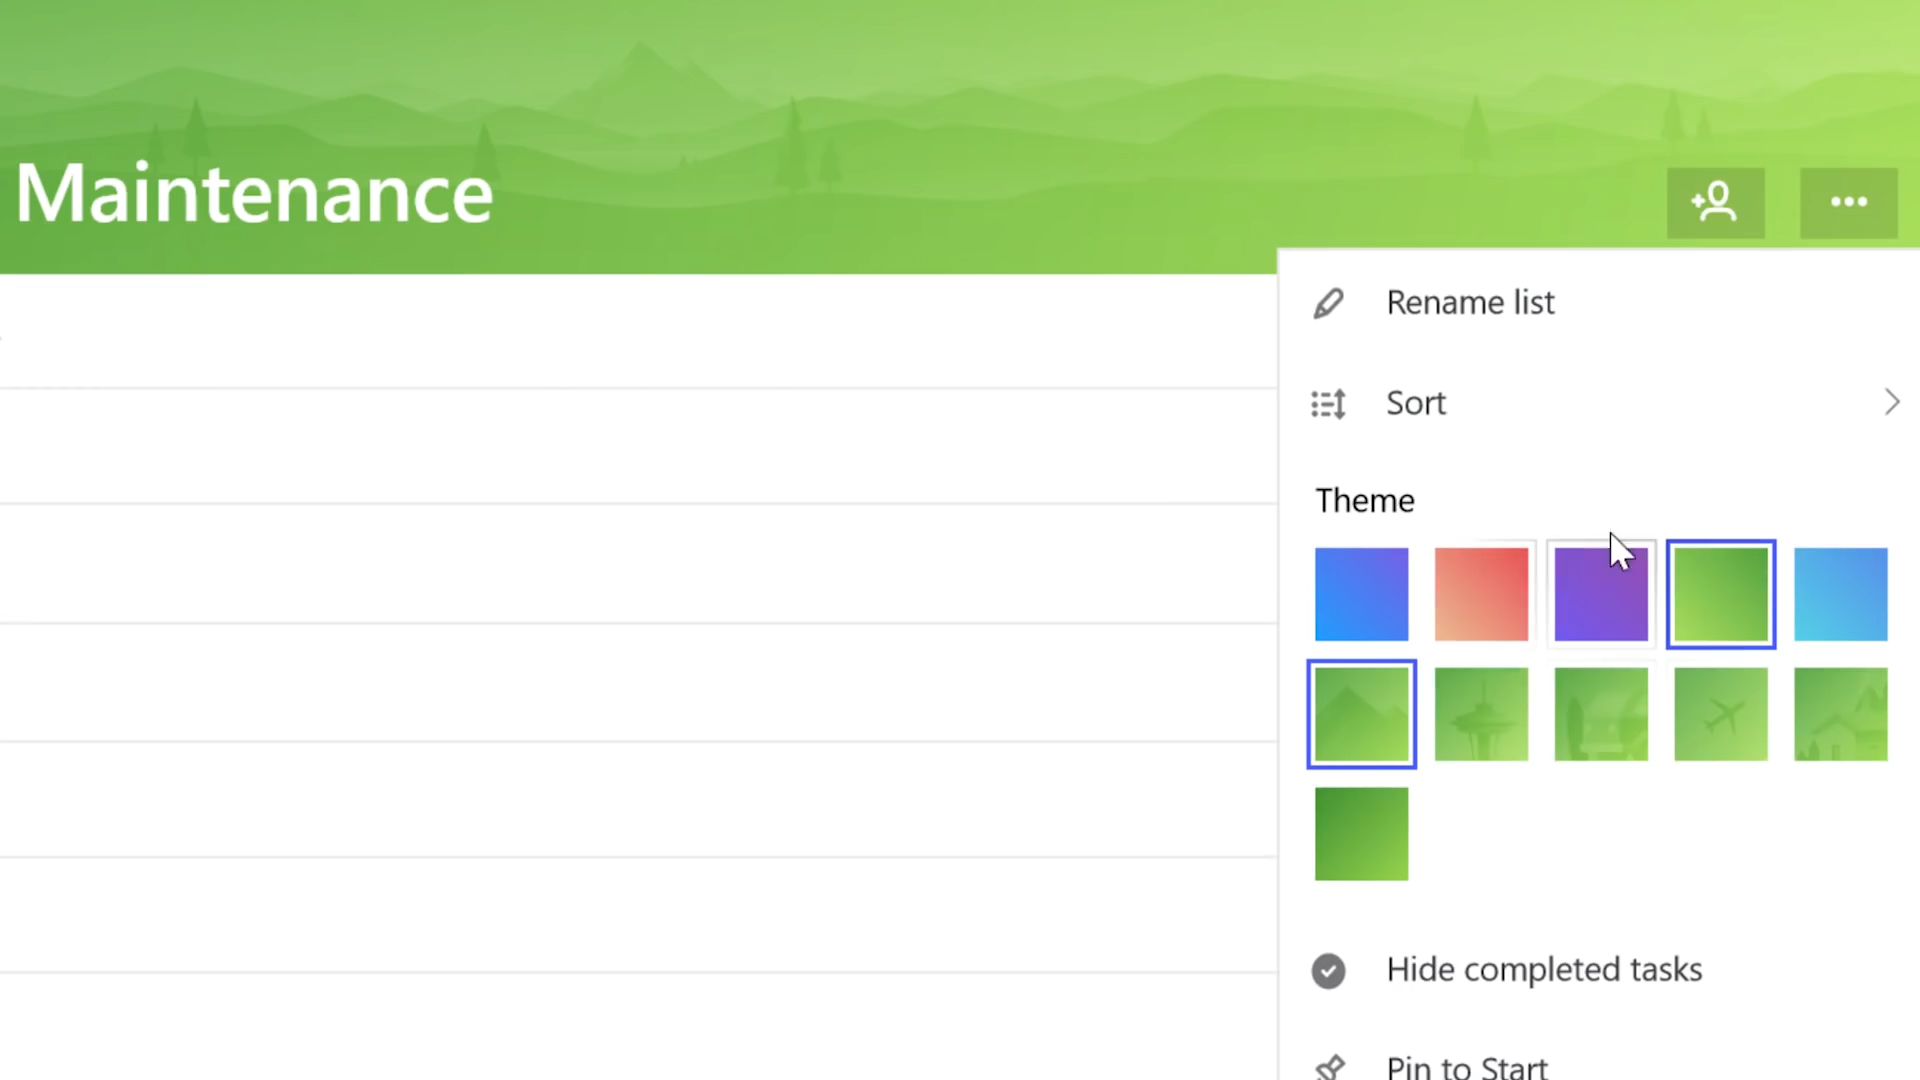 Maintenance
Rename list
Sort
Theme
Hide completed tasks
Pin to Start